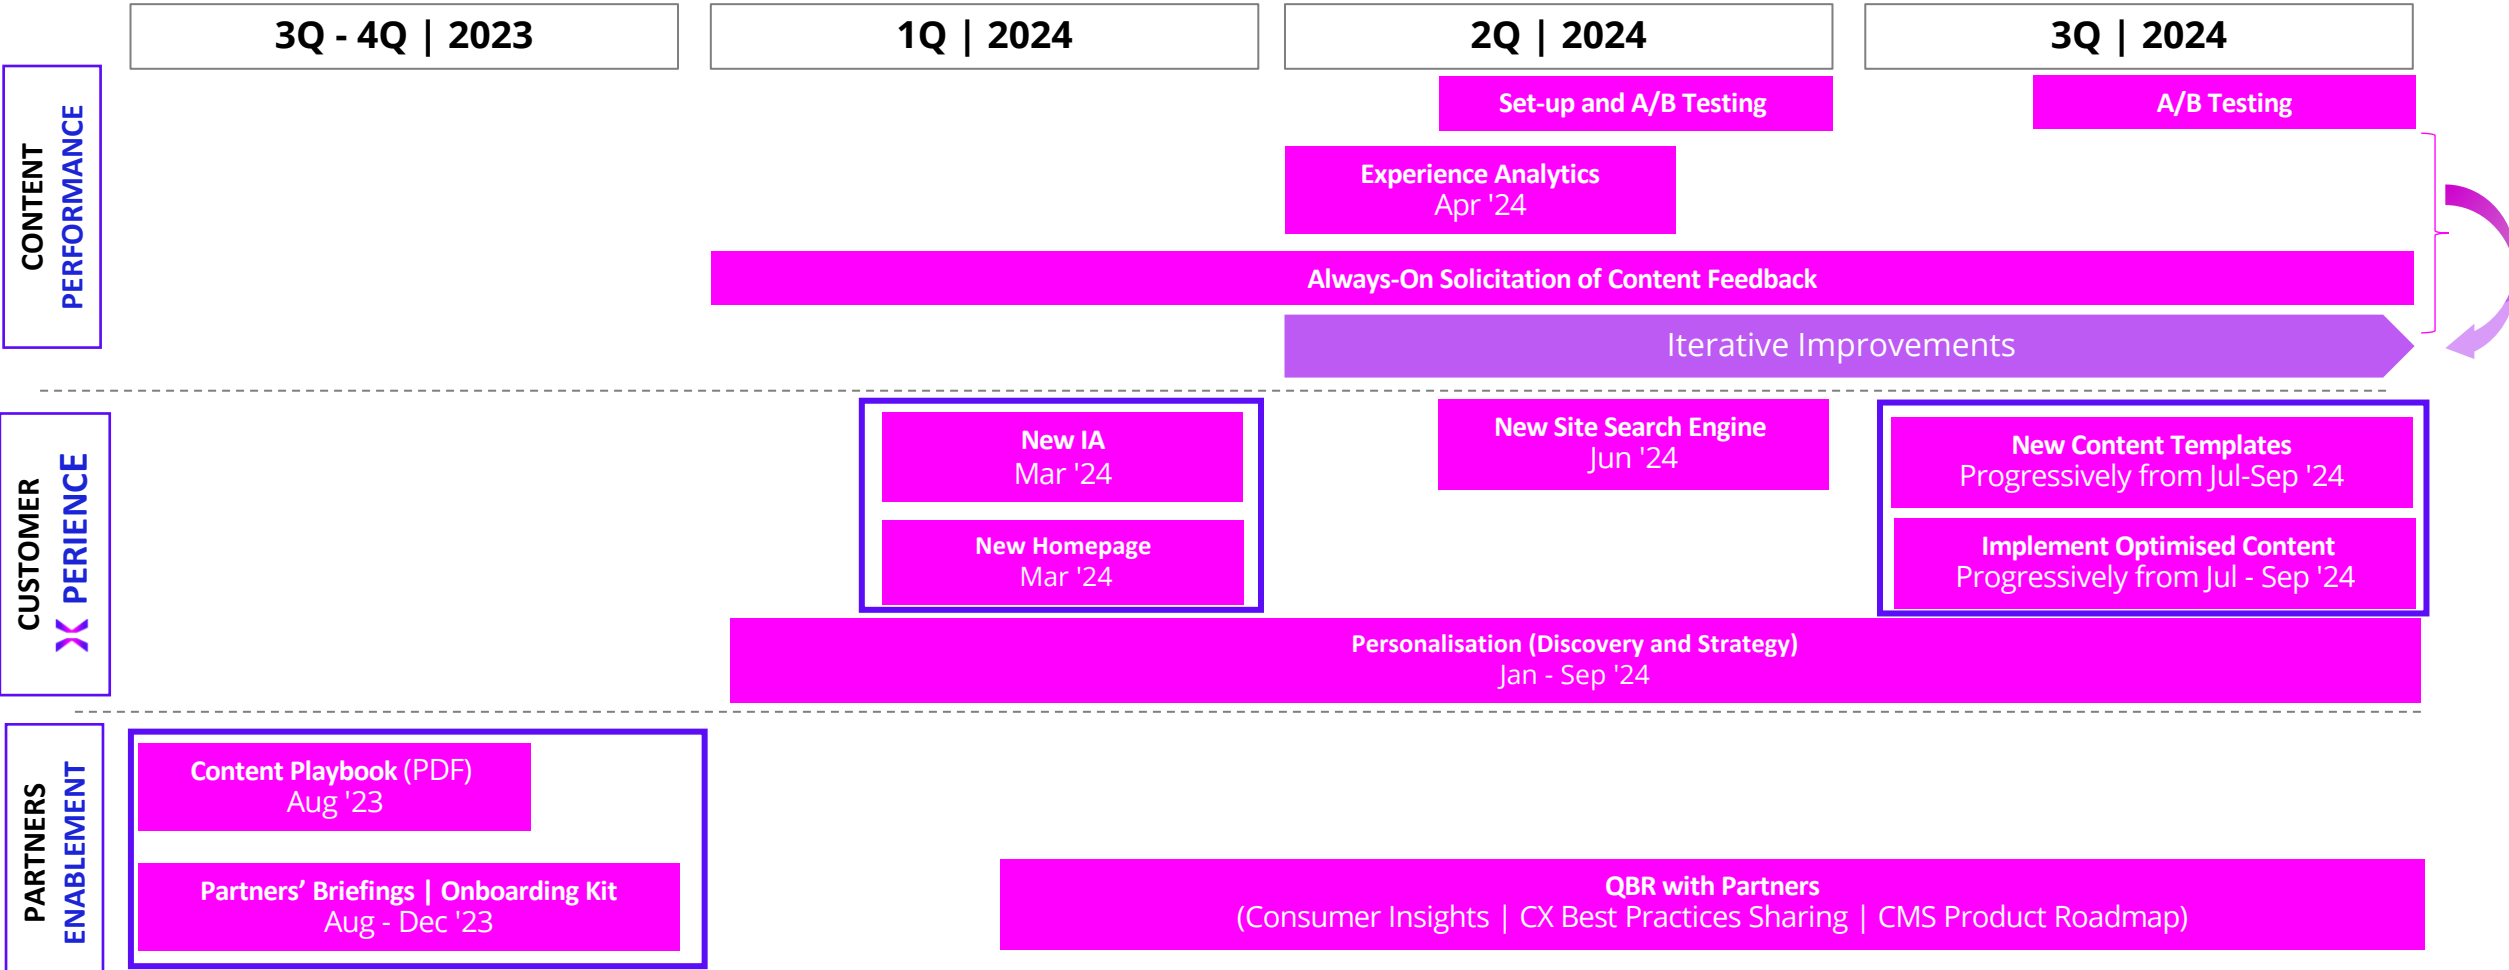 3Q - 4Q | 2023
1Q | 2024
2Q | 2024
3Q | 2024
CONTENT
PERFORMANCE
Set-up and A/B Testing
A/B Testing
Experience Analytics
Apr '24
Always-On Solicitation of Content Feedback
Iterative Improvements
CUSTOMER
XPERIENCE
New IA
Mar '24
New Homepage
Mar '24
New Site Search Engine
Jun '24
New Content Templates
Progressively from Jul-Sep '24
Implement Optimised Content
Progressively from Jul - Sep '24
Personalisation (Discovery and Strategy)
Jan - Sep '24
PARTNERS
ENABLEMENT
Content Playbook (PDF)
Aug '23
Partners’ Briefings | Onboarding Kit
Aug - Dec '23
QBR with Partners
(Consumer Insights | CX Best Practices Sharing | CMS Product Roadmap)